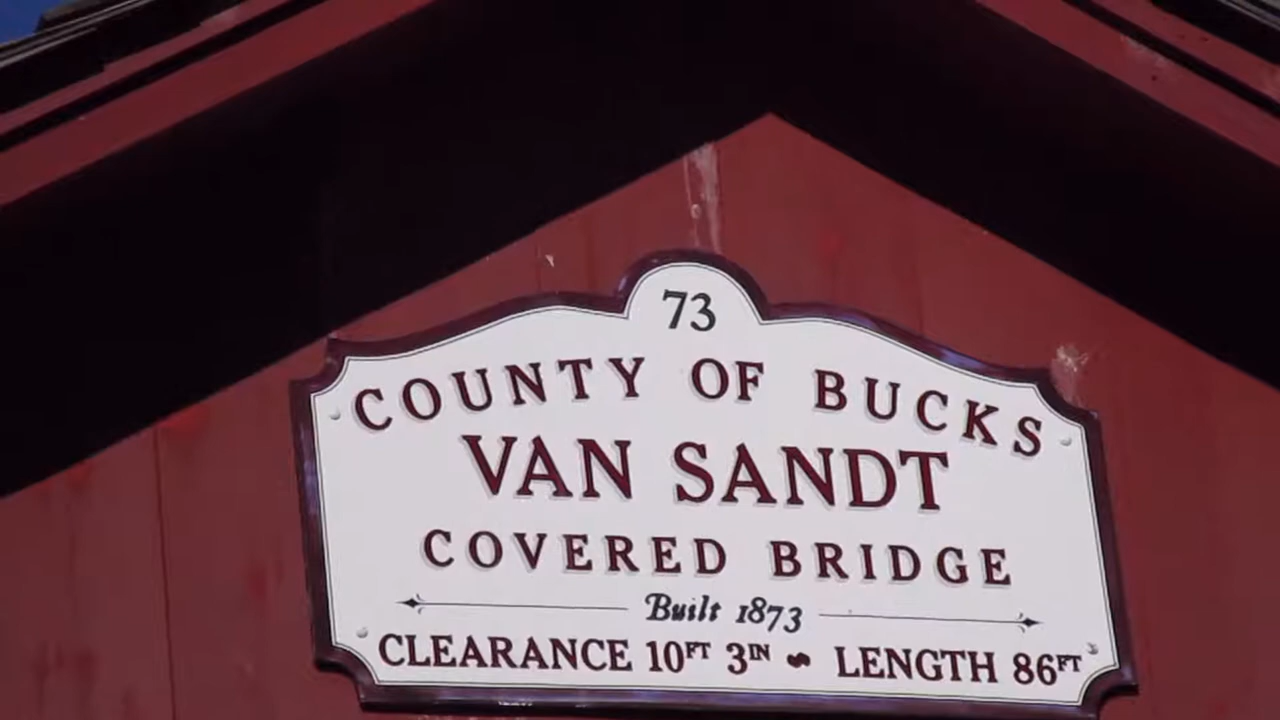 73
COUNTY OF BUCKS
VAN SANDT
COVERED BRIDGE
Built 1873
CLEARANCE 10FT 3IN ~ LENGTH 86FT